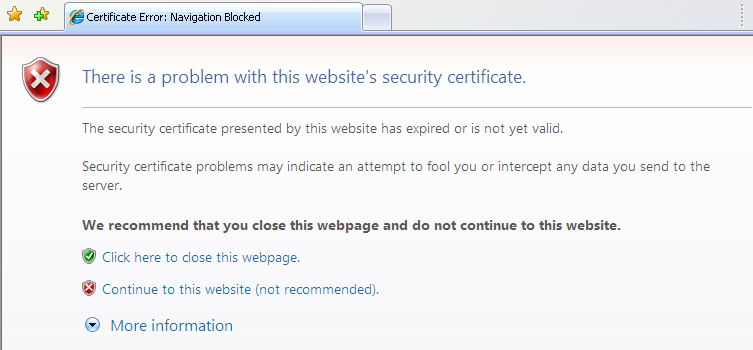 Certificate Error: Navigation Blocked
There is a problem with this website's security certificate.
The security certificate presented by this website has expired or is not yet valid.
Security certificate problems may indicate an attempt to fool you or intercept any data you send to the
server.
We recommend that you close this webpage and do not continue to this website.
Click here to close this webpage.
Continue to this website (not recommended).
More information